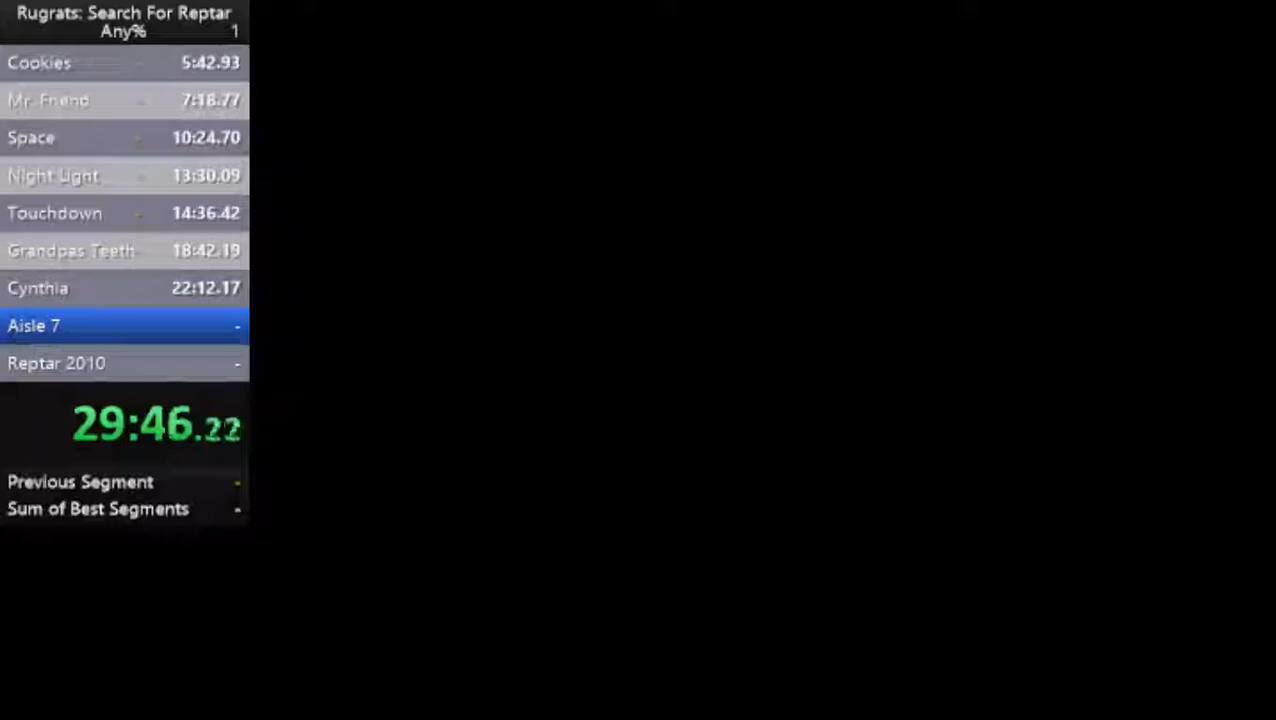 Rugrats: Search For Reptar
Any% 1
Cookies - 5:42.93
Mr. Friend - 7:18.77
Space - 10:24.70
Night Light - 13:30.09
Touchdown - 14:36.42
Grandpas Teeth - 18:42.19
Cynthia 22:12.17
Aisle 7 -
Reptar 2010 -
29:46.22
Previous Segment -
Sum of Best Segments -